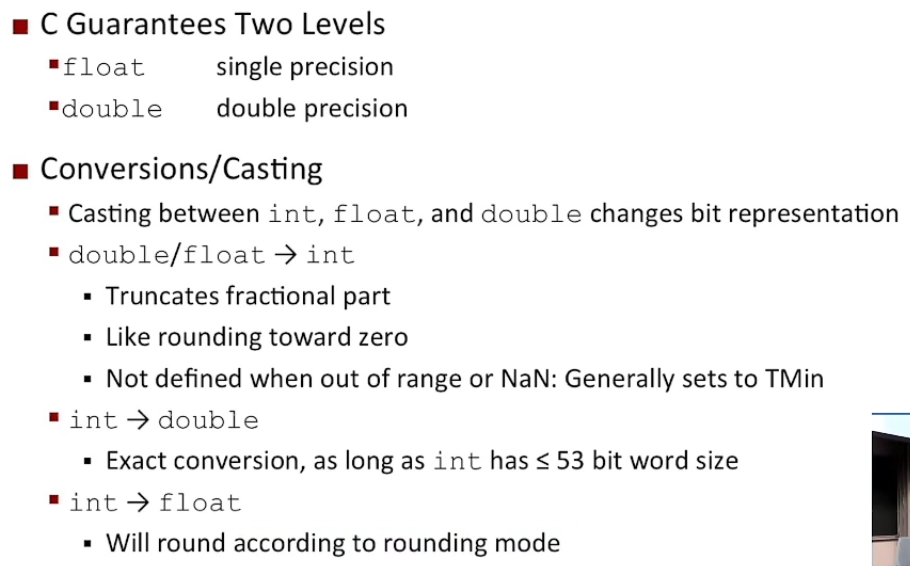 C Guarantees Two Levels
float single precision
double double precision
Conversions/Casting
Casting between int, float, and double changes bit representation
double/float → int
Truncates fractional part
Like rounding toward zero
Not defined when out of range or NaN: Generally sets to TMin
int → double
Exact conversion, as long as int has ≤ 53 bit word size
int → float
Will round according to rounding mode